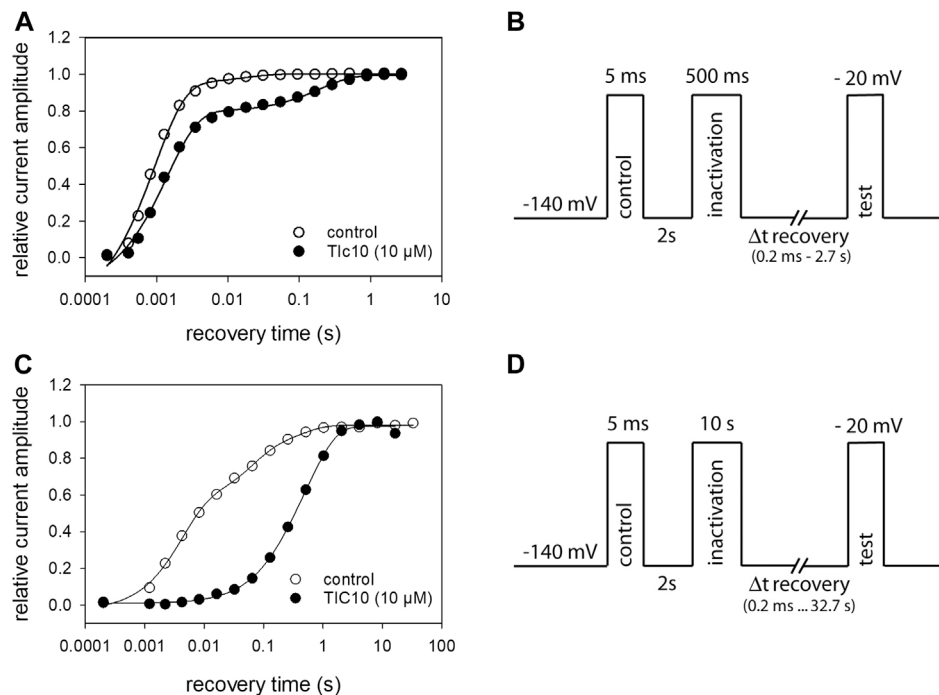 A
relative current amplitude
1.2
1.0
0.8
0.6
0.4
0.2
0.0
control
TIc10 (10 µM)
0.0001 0.001 0.01 0.1 1 10
recovery time (s)
B
5 ms 500 ms - 20 mV
control
inactivation
test
-140 mV
2s
Δt recovery
(0.2 ms - 2.7 s)
C
relative current amplitude
1.2
1.0
0.8
0.6
0.4
0.2
0.0
control
TIC10 (10 µM)
0.0001 0.001 0.01 0.1 1 10 100
recovery time (s)
D
5 ms 10 s - 20 mV
control
inactivation
test
-140 mV
2s
Δt recovery
(0.2 ms ... 32.7 s)